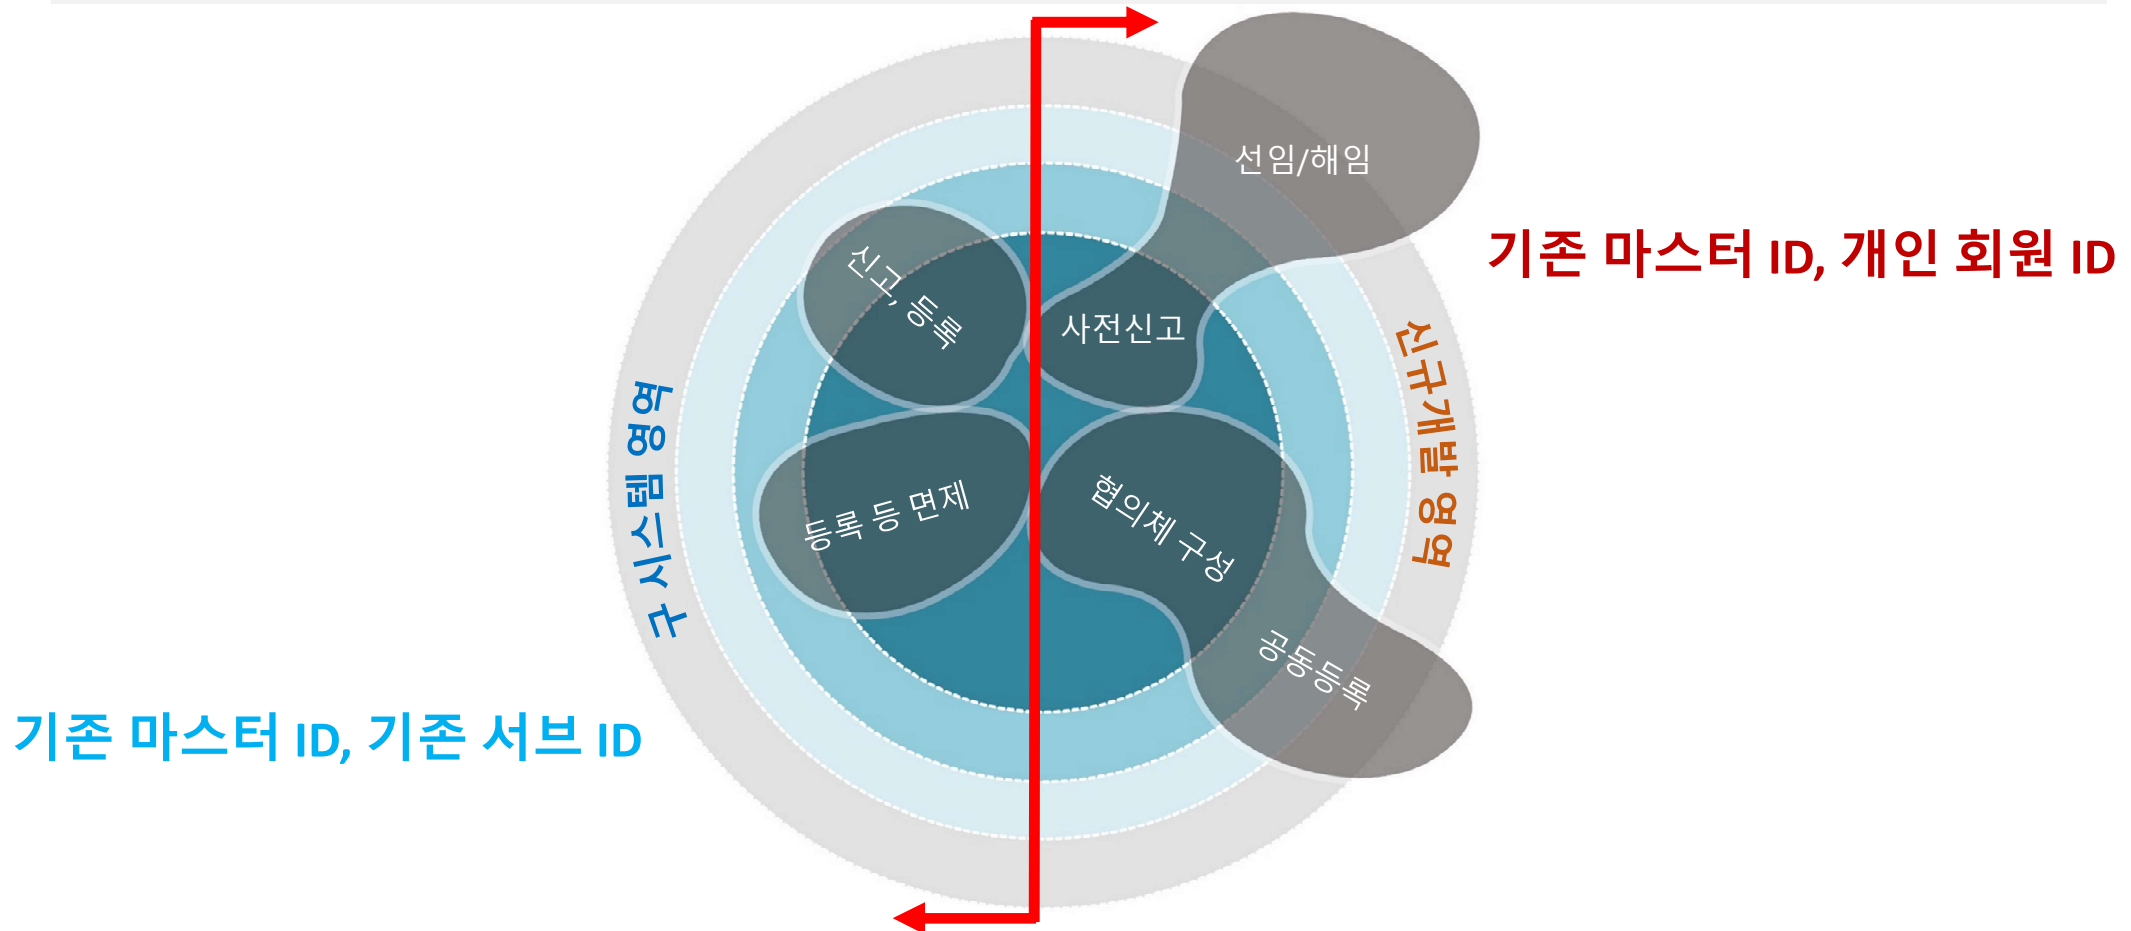 선임/해임
기존 마스터 ID, 개인 회원 ID
신고, 등록
사전신고
구시스템 영역
신규개발 영역
등록 등 면제
협의체 구성
공동등록
기존 마스터 ID, 기존 서브 ID